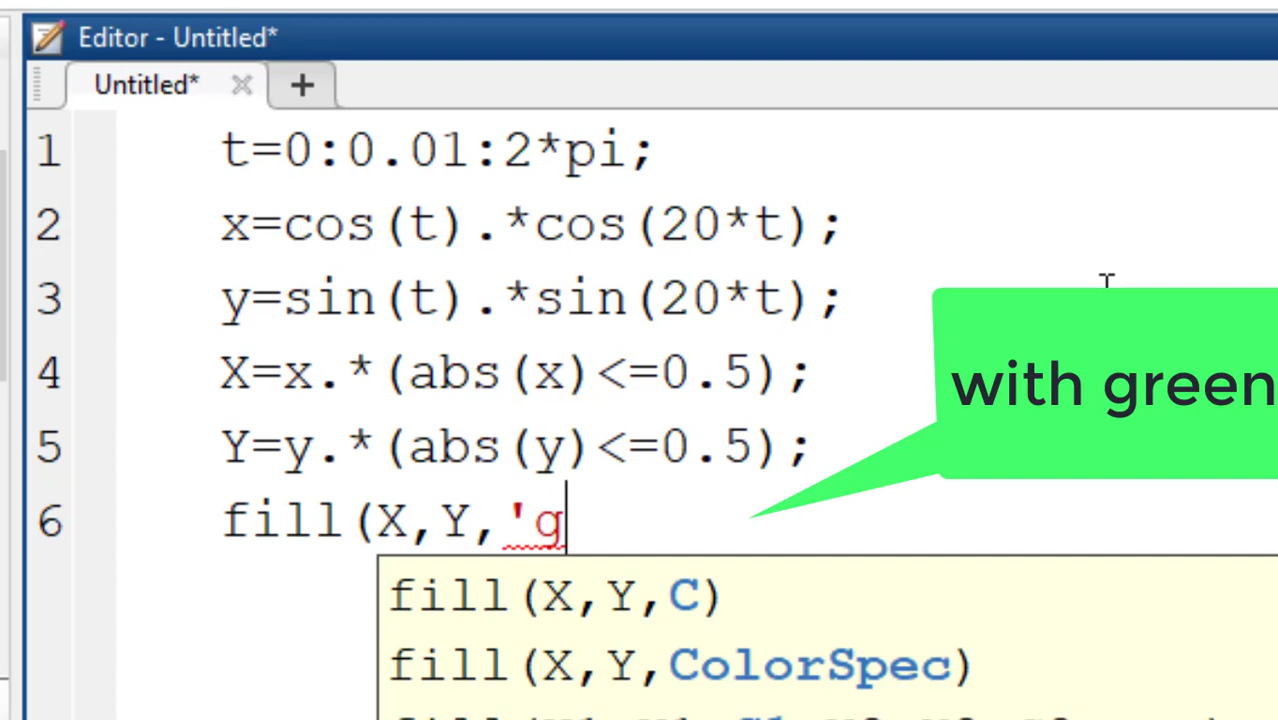 Editor - Untitled*
Untitled*
+
1 t=0:0.01:2*pi;
2 x=cos(t).*cos(20*t);
3 y=sin(t).*sin(20*t);
4 X=x.*(abs(x)<=0.5);
5 Y=y.*(abs(y)<=0.5);
6 fill(X,Y,'g
with green
fill(X,Y,C)
fill(X,Y,ColorSpec)